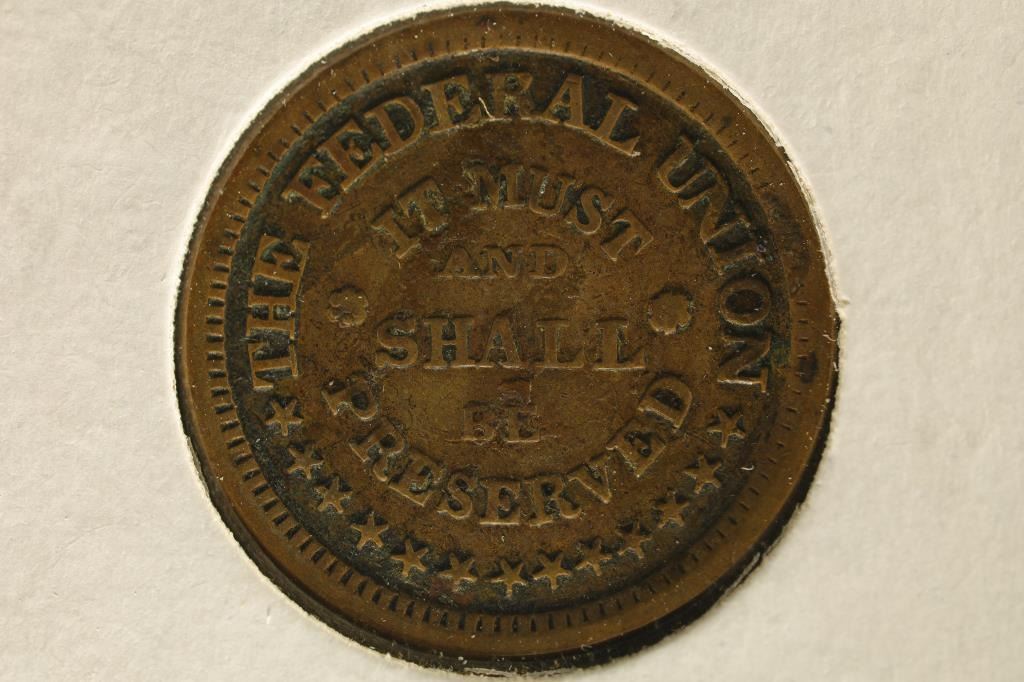 THE FEDERAL UNION
IT MUST
AND
SHALL
BE
PRESERVED